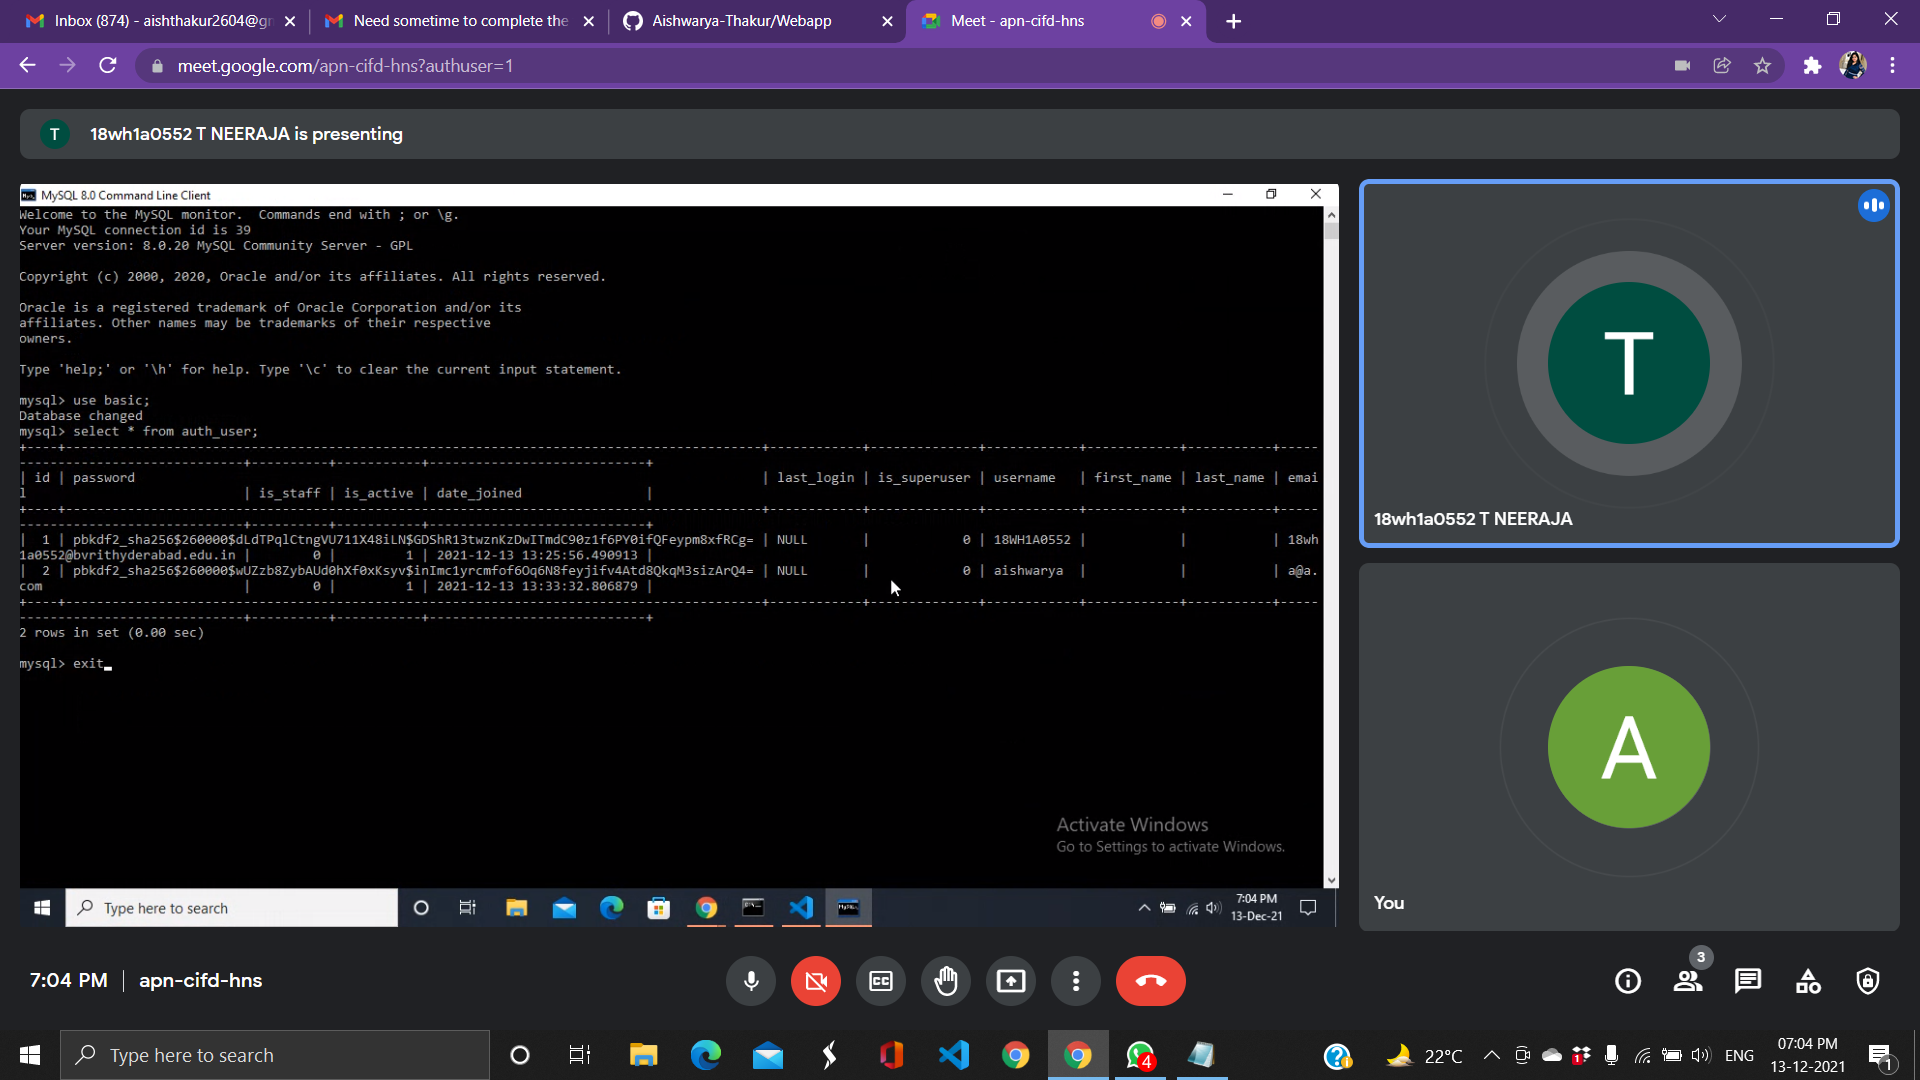 Inbox (874) - aishthakur2604@gr
Need sometime to complete the
Aishwarya-Thakur/Webapp
Meet - apn-cifd-hns
meet.google.com/apn-cifd-hns?authuser=1
T
18wh1a0552 T NEERAJA is presenting
MySQL 8.0 Command Line Client
Welcome to the MySQL monitor.  Commands end with ; or \g.
Your MySQL connection id is 39
Server version: 8.0.20 MySQL Community Server - GPL
Copyright (c) 2000, 2020, Oracle and/or its affiliates. All rights reserved.
Oracle is a registered trademark of Oracle Corporation and/or its
affiliates. Other names may be trademarks of their respective
owners.
Type 'help;' or '\h' for help. Type '\c' to clear the current input statement.
mysql> use basic;
Database changed
mysql> select * from auth_user;
| id | password | last_login | is_superuser | username | first_name | last_name | emai
l | is_staff | is_active | date_joined |
| 1 | pbkdf2_sha256$260000$dLdTPqlCtngVU711X48iLN$GDShR13twznKzDwITmdC90z1f6PY0ifQFeypm8xfRCg= | NULL | 0 | 18WH1A0552 | | | 18wh
1a0552@bvrithyderabad.edu.in | 0 | 1 | 2021-12-13 13:25:56.490913 |
| 2 | pbkdf2_sha256$260000$wUZzb8ZybAUd0hXf0xKsyv$inImc1yrcmfof6Oq6N8feyjifv4Atd8QkqM3sizArQ4= | NULL | 0 | aishwarya | | | a@a.
com | 0 | 1 | 2021-12-13 13:33:32.806879 |
2 rows in set (0.00 sec)
mysql> exit
Activate Windows
Go to Settings to activate Windows.
Type here to search
7:04 PM
13-Dec-21
T
18wh1a0552 T NEERAJA
A
You
7:04 PM | apn-cifd-hns
3
Type here to search
4
22°C
1
ENG
07:04 PM
13-12-2021
1